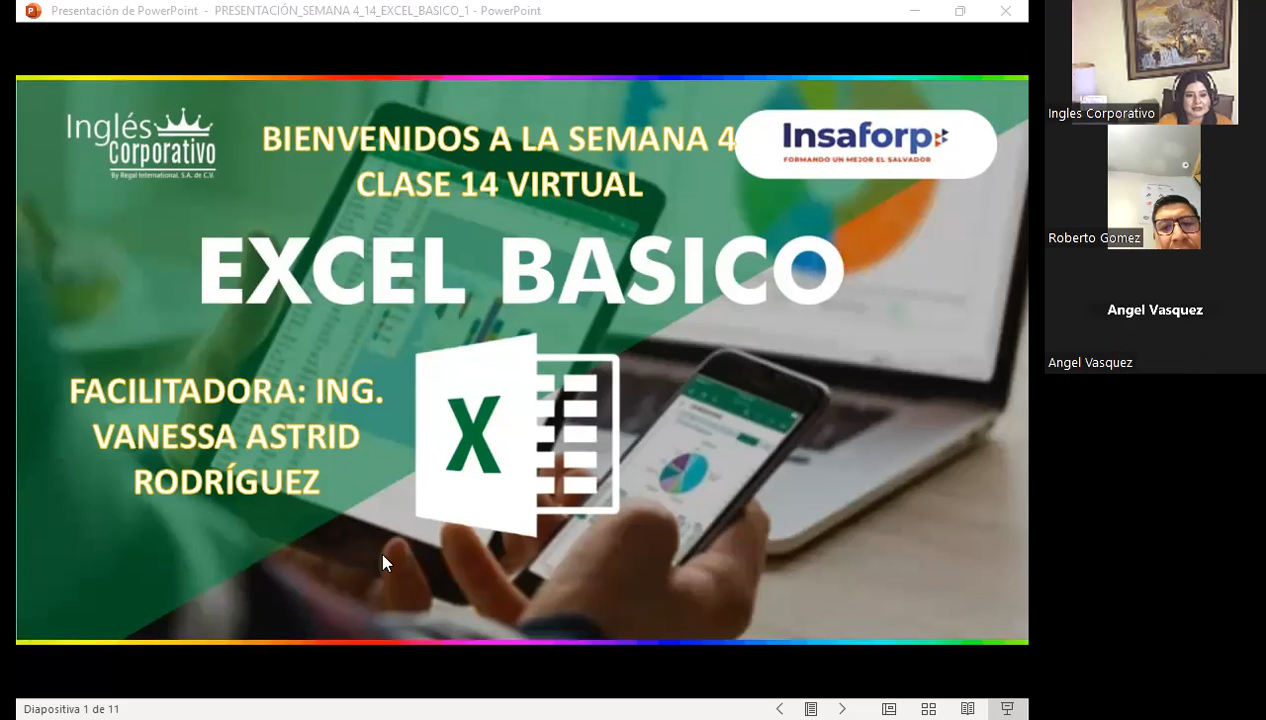 Presentación de PowerPoint - PRESENTACIÓN_SEMANA 4_14_EXCEL_BASICO_1 - PowerPoint
Inglés
Corporativo
By Regal International, S.A. de C.V.
BIENVENIDOS A LA SEMANA 4
CLASE 14 VIRTUAL
Insaforp
FORMANDO UN MEJOR EL SALVADOR
EXCEL BASICO
FACILITADORA: ING.
VANESSA ASTRID
RODRÍGUEZ
X
Diapositiva 1 de 11
Ingles Corporativo
Roberto Gomez
Angel Vasquez
Angel Vasquez